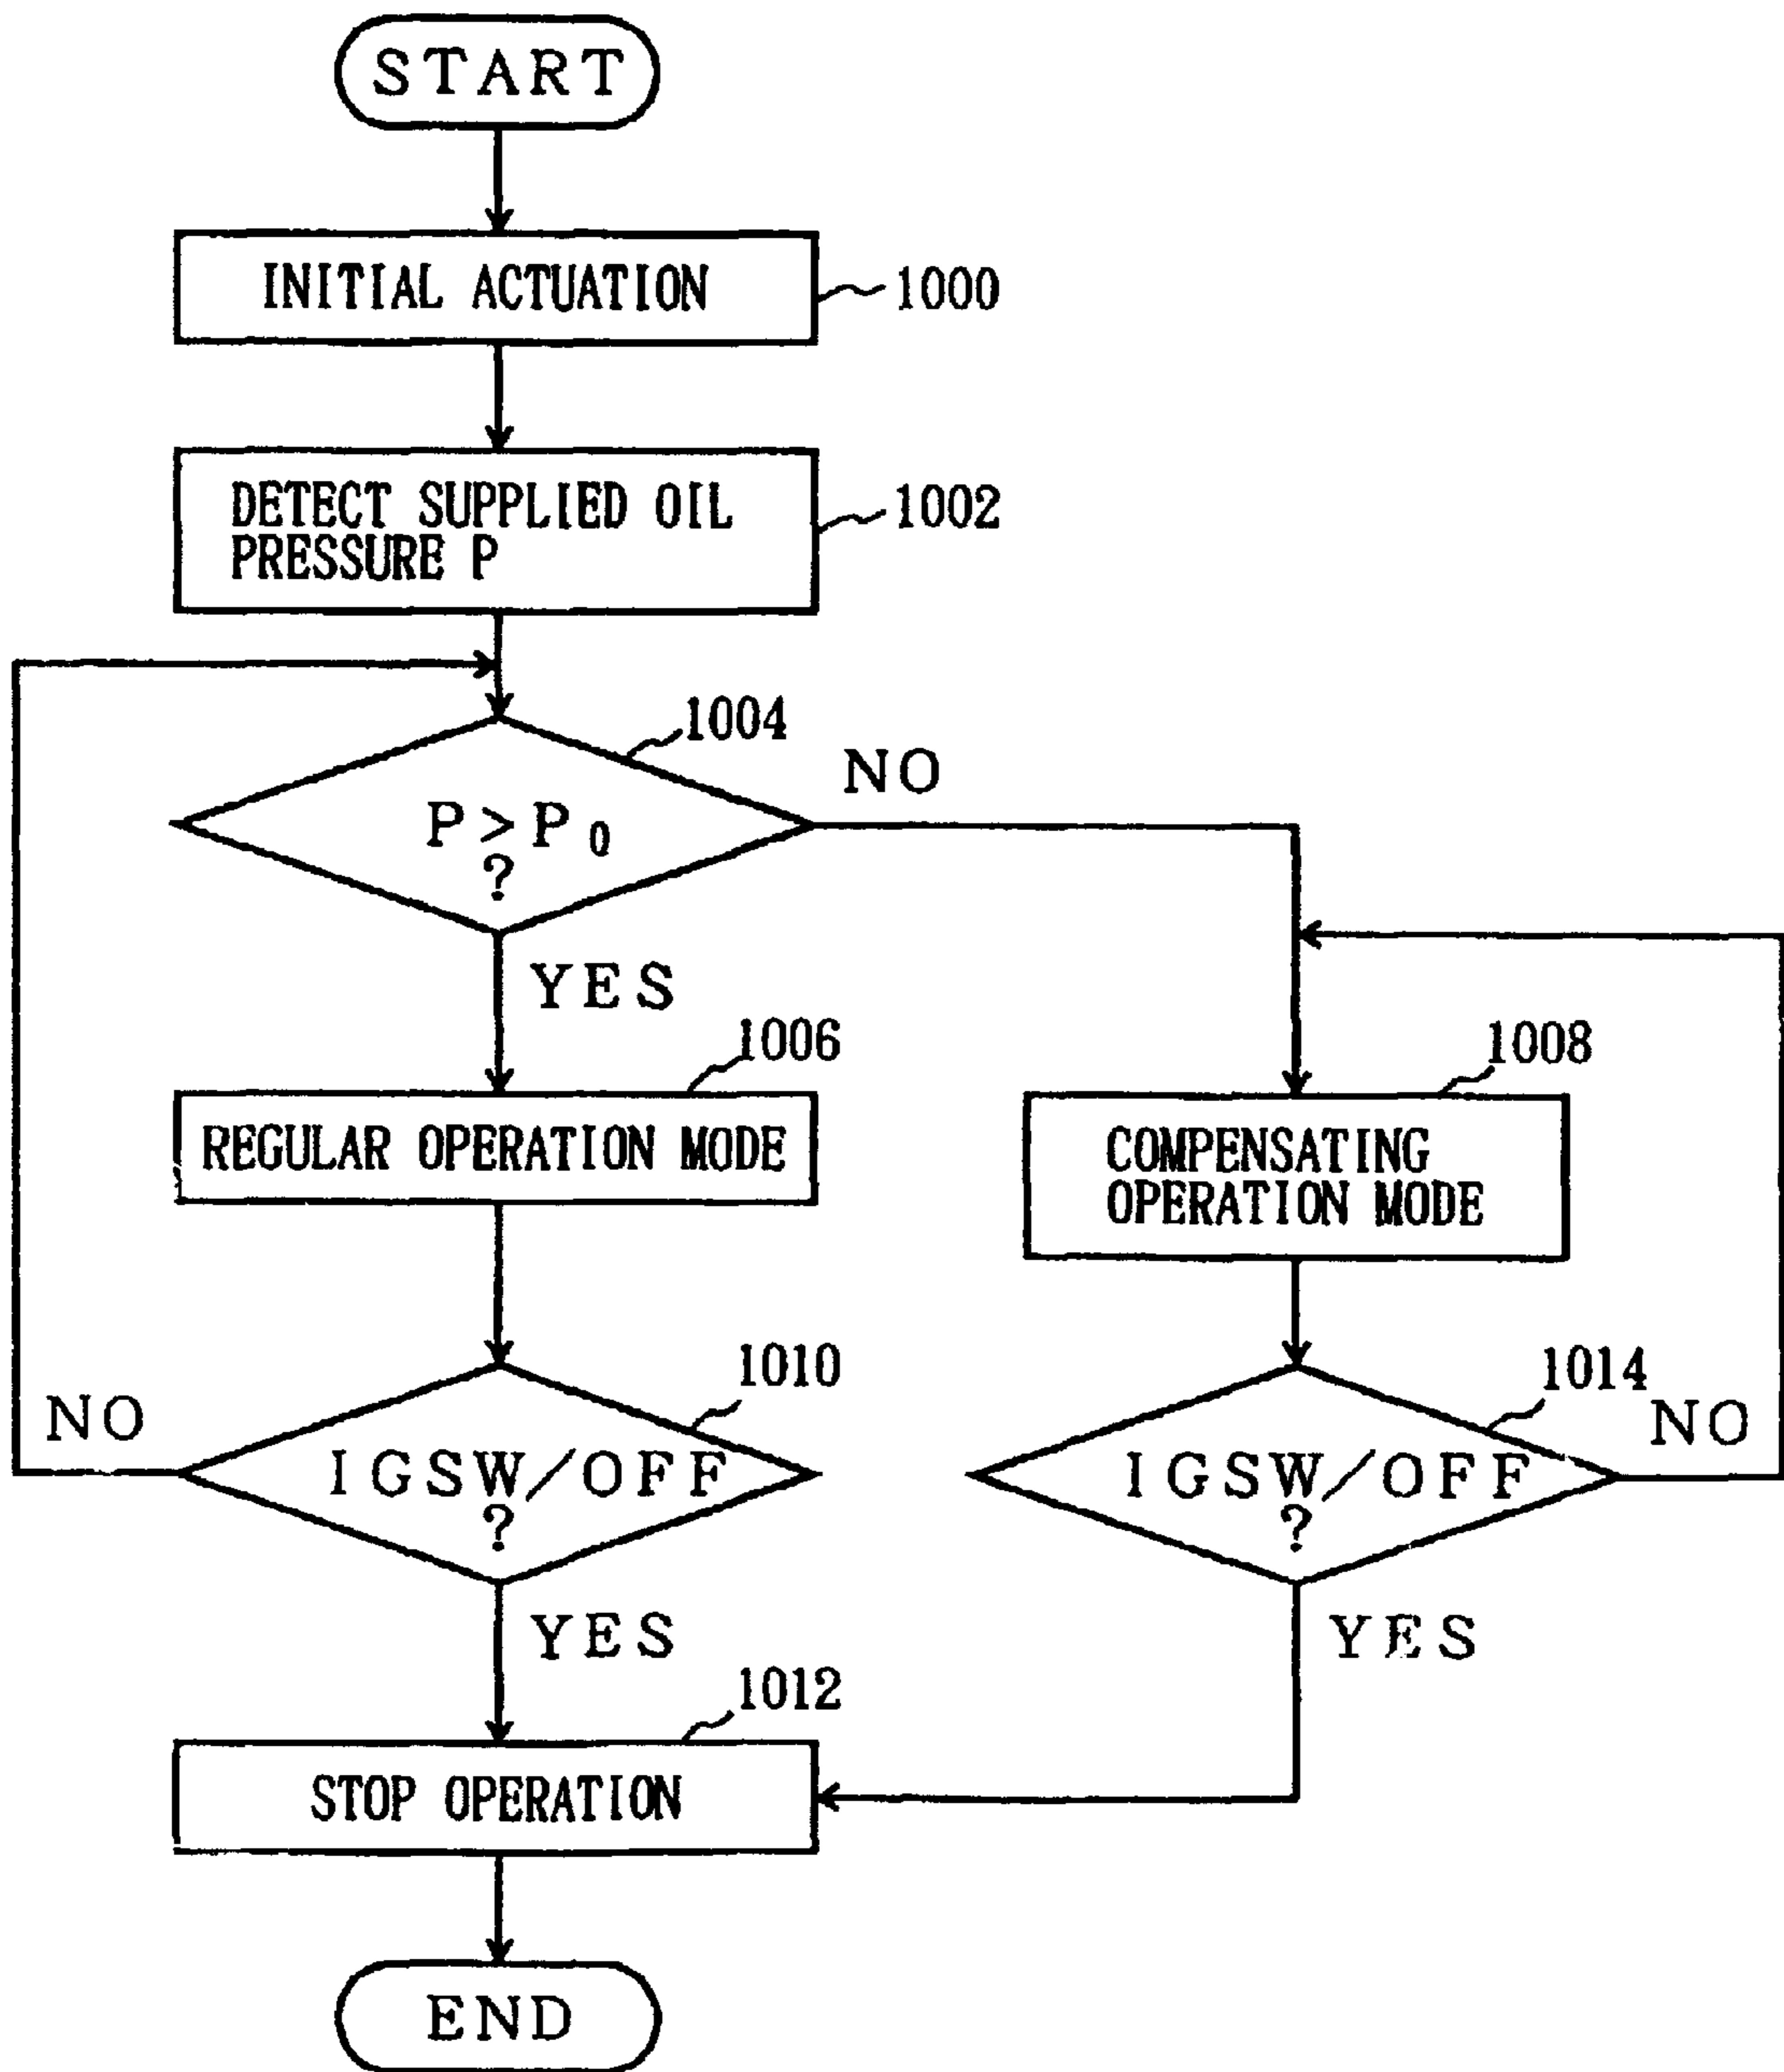 START
INITIAL ACTUATION
1000
DETECT SUPPLIED OIL
PRESSURE P
1002
1004
P>P0
?
NO
YES
1006
REGULAR OPERATION MODE
1008
COMPENSATING
OPERATION MODE
1010
IGSW/OFF
?
NO
YES
1014
IGSW/OFF
?
NO
YES
1012
STOP OPERATION
END